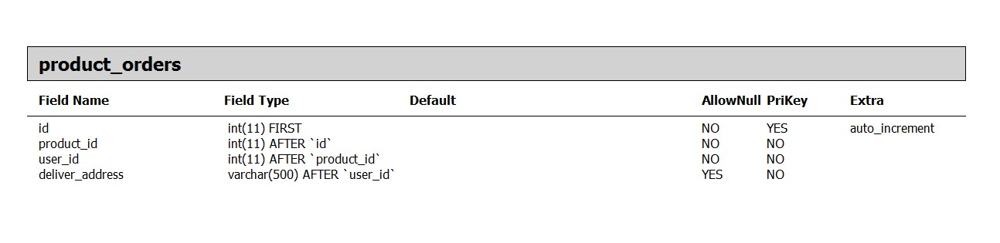 product_orders
Field Name Field Type Default AllowNull PriKey Extra
id int(11) FIRST NO YES auto_increment
product_id int(11) AFTER `id` NO NO
user_id int(11) AFTER `product_id` NO NO
deliver_address varchar(500) AFTER `user_id` YES NO